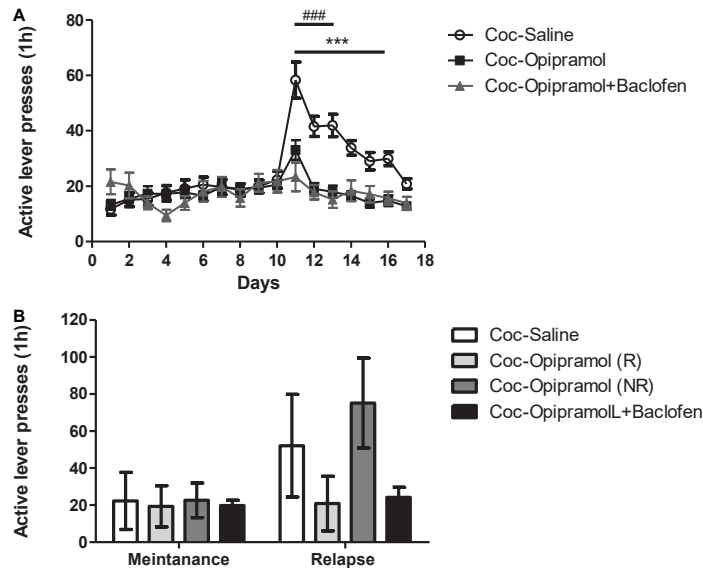 A
###
***
Active lever presses (1h)
80
60
40
20
0
0 2 4 6 8 10 12 14 16 18
Days
Coc-Saline
Coc-Opipramol
Coc-Opipramol+Baclofen
B
Active lever presses (1h)
120
100
80
60
40
20
0
Meintanance Relapse
Coc-Saline
Coc-Opipramol (R)
Coc-Opipramol (NR)
Coc-OpipramolL+Baclofen